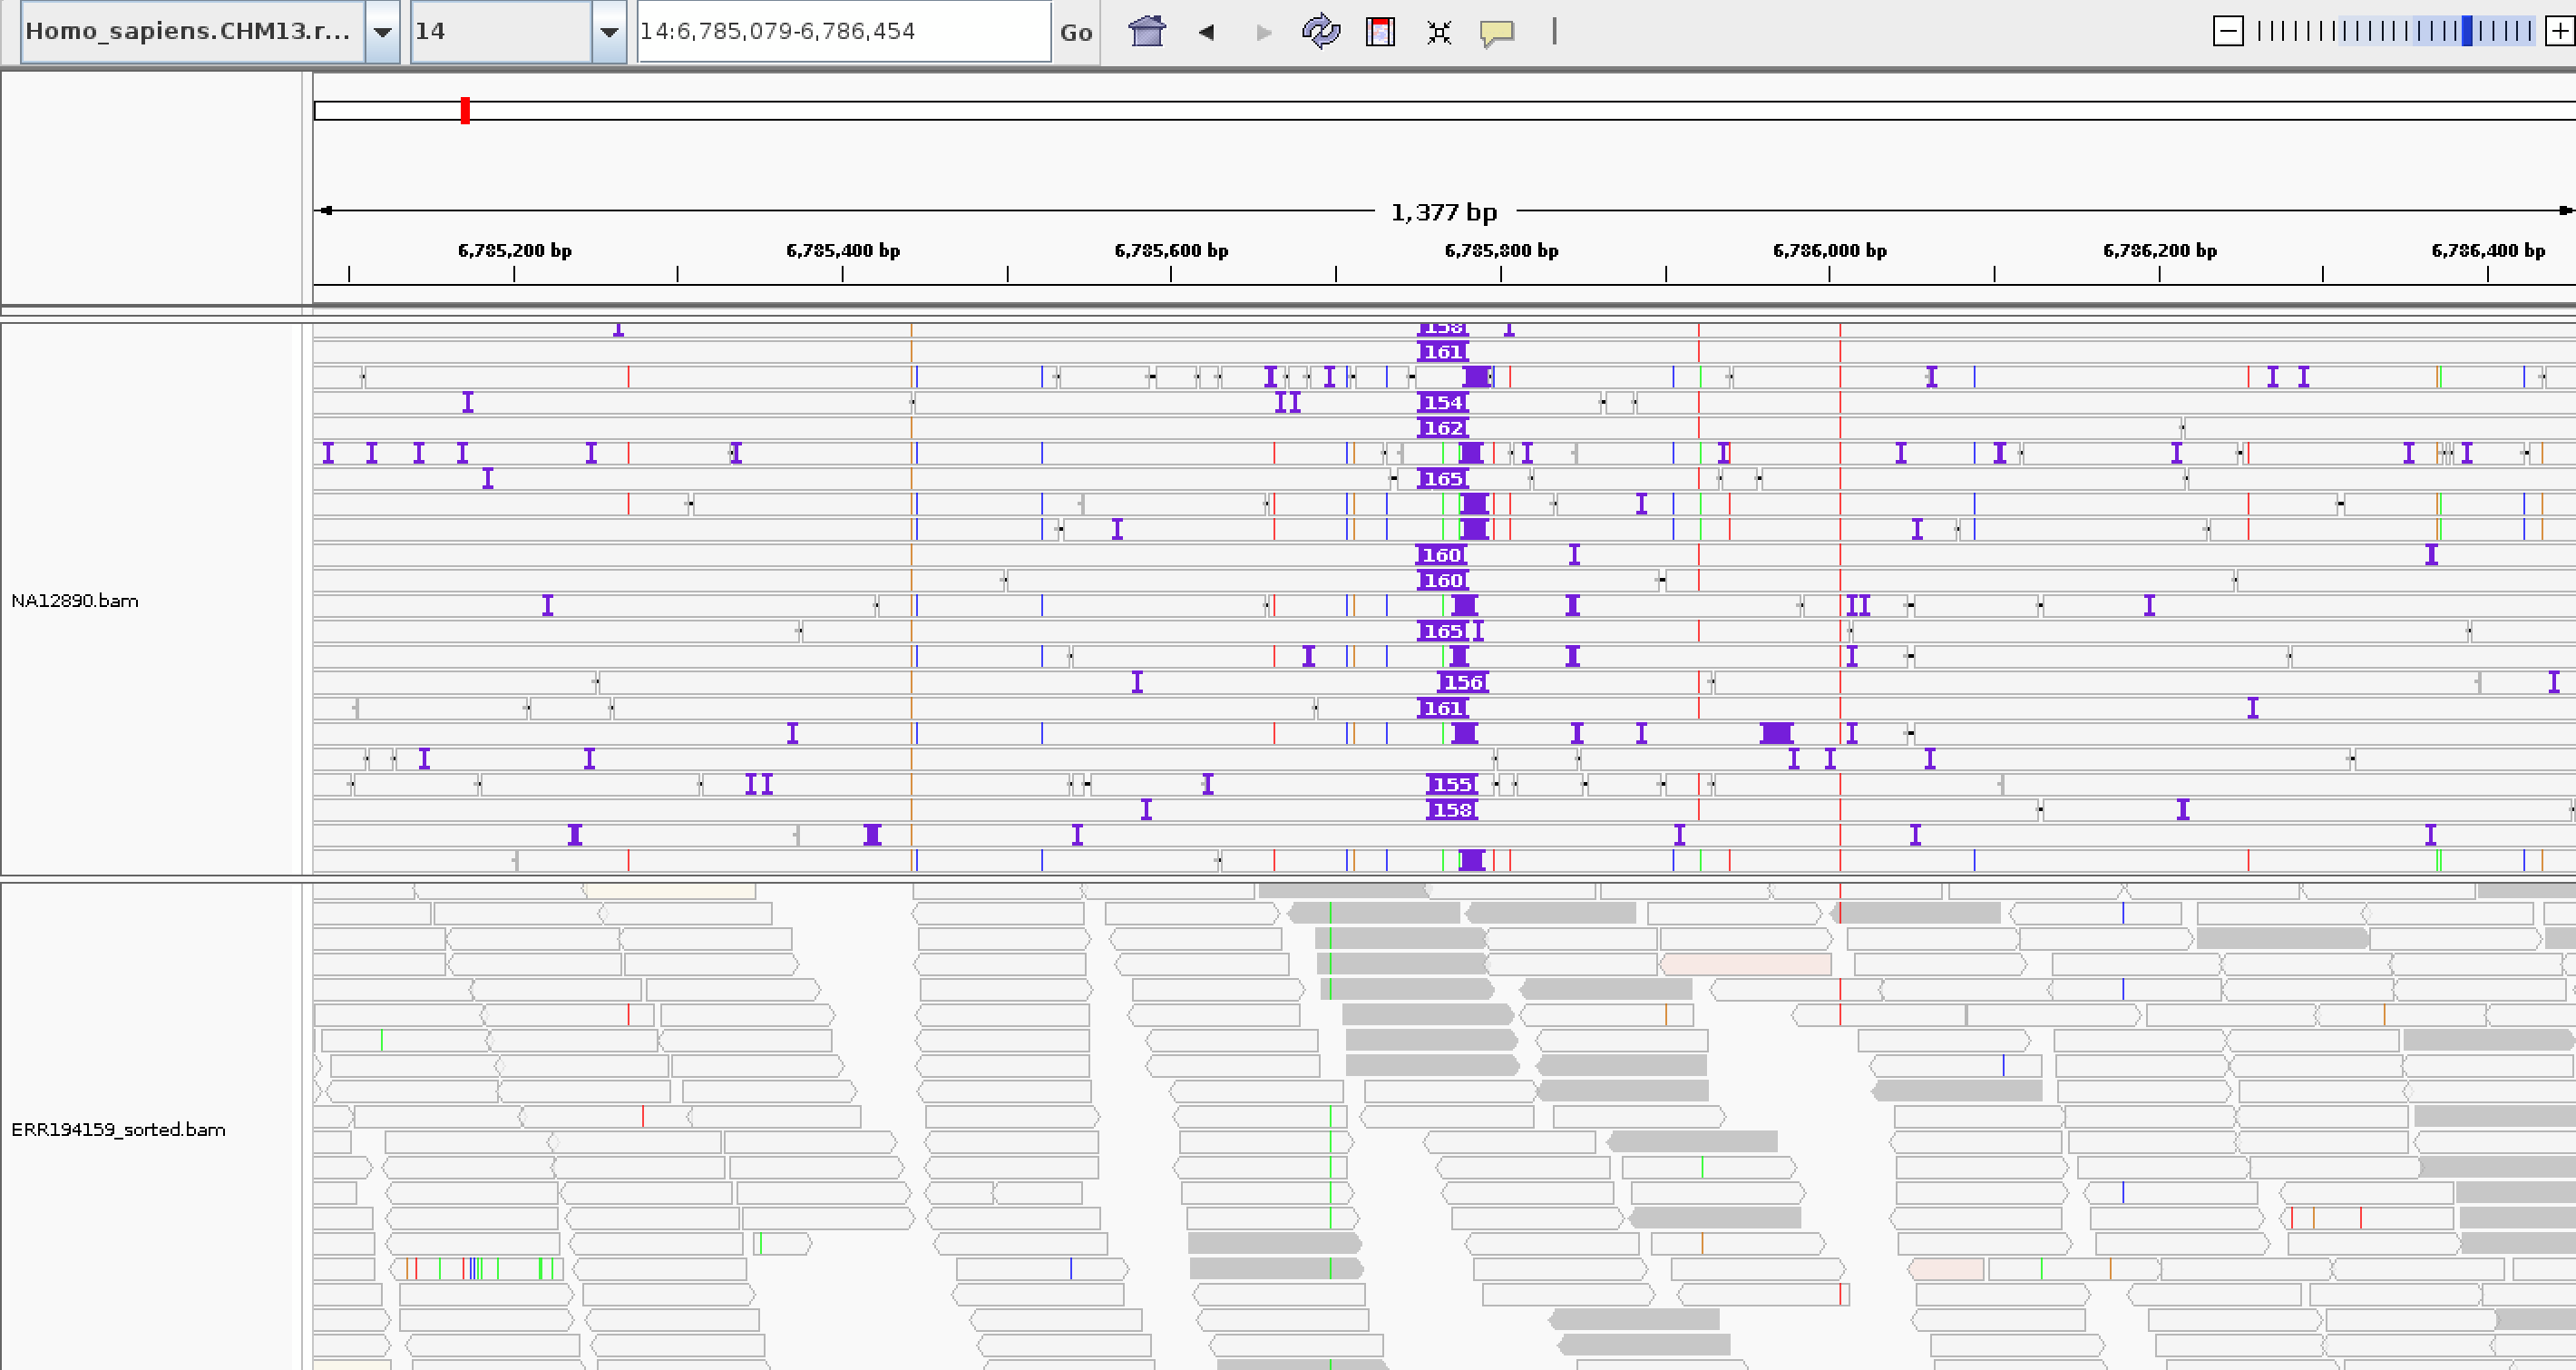 Homo_sapiens.CHM13.r... 14 14:6,785,079-6,786,454 Go
1,377 bp
6,785,200 bp 6,785,400 bp 6,785,600 bp 6,785,800 bp 6,786,000 bp 6,786,200 bp 6,786,400 bp
158
161
154
162
165
160
160
NA12890.bam
165
156
161
155
158
ERR194159_sorted.bam